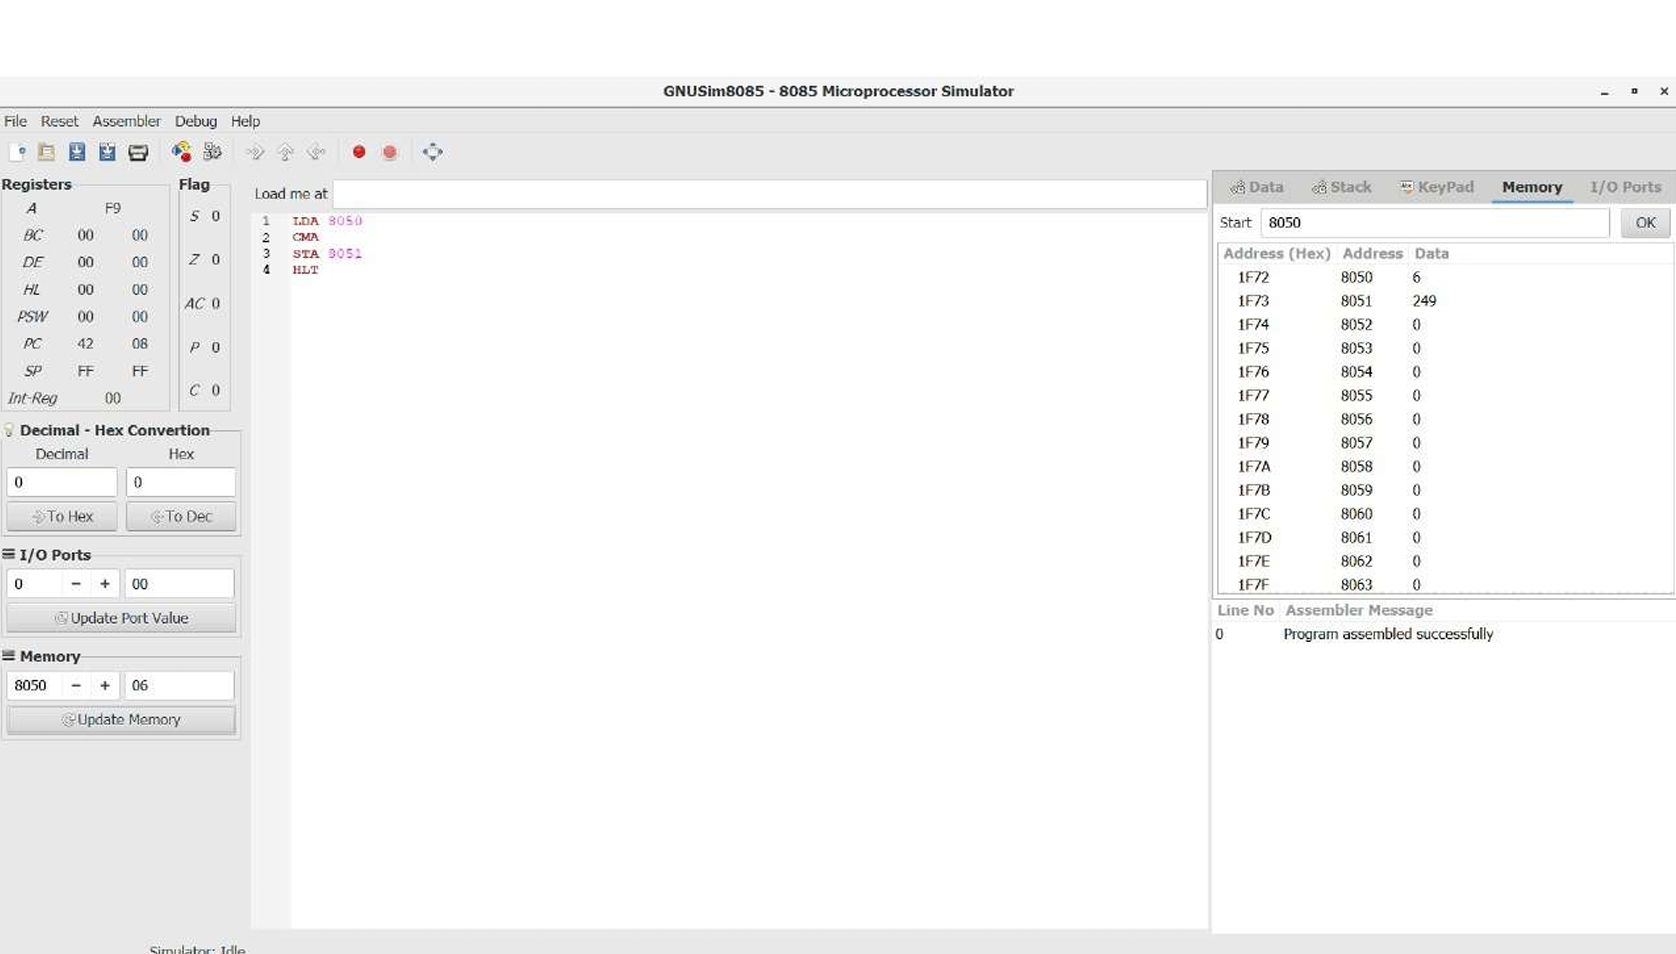 GNUSim8085 - 8085 Microprocessor Simulator
File Reset Assembler Debug Help
Registers
A F9
BC 00 00
DE 00 00
HL 00 00
PSW 00 00
PC 42 08
SP FF FF
Int-Reg 00
Flag
S 0
Z 0
AC 0
P 0
C 0
Decimal - Hex Convertion
Decimal Hex
0 0
To Hex To Dec
I/O Ports
0 - + 00
Update Port Value
Memory
8050 - + 06
Update Memory
Load me at
1 LDA 8050
2 CMA
3 STA 8051
4 HLT
Data Stack KeyPad Memory I/O Ports
Start 8050 OK
Address (Hex) Address Data
1F72 8050 6
1F73 8051 249
1F74 8052 0
1F75 8053 0
1F76 8054 0
1F77 8055 0
1F78 8056 0
1F79 8057 0
1F7A 8058 0
1F7B 8059 0
1F7C 8060 0
1F7D 8061 0
1F7E 8062 0
1F7F 8063 0
Line No Assembler Message
0 Program assembled successfully
Simulator: Idle